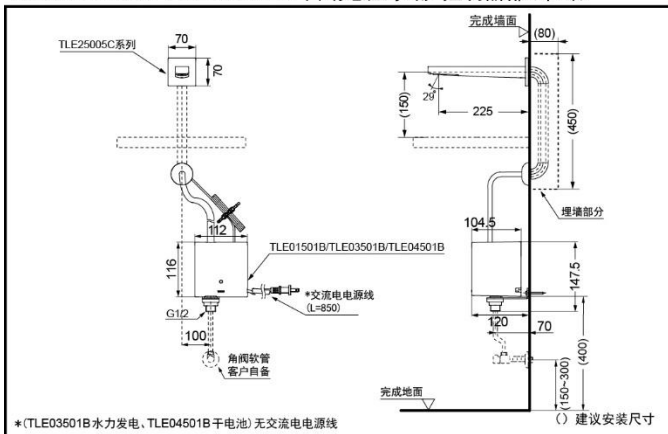 完成墙面
70
(80)
TLE25005C系列
70
(150)
29°
225
(450)
埋墙部分
104.5
112
TLE01501B/TLE03501B/TLE04501B
116
147.5
*交流电电源线
(L=850)
G1/2
120
70
100
(400)
角阀软管
客户自备
(150~300)
完成地面
*(TLE03501B水力发电、TLE04501B干电池)无交流电电源线
()建议安装尺寸